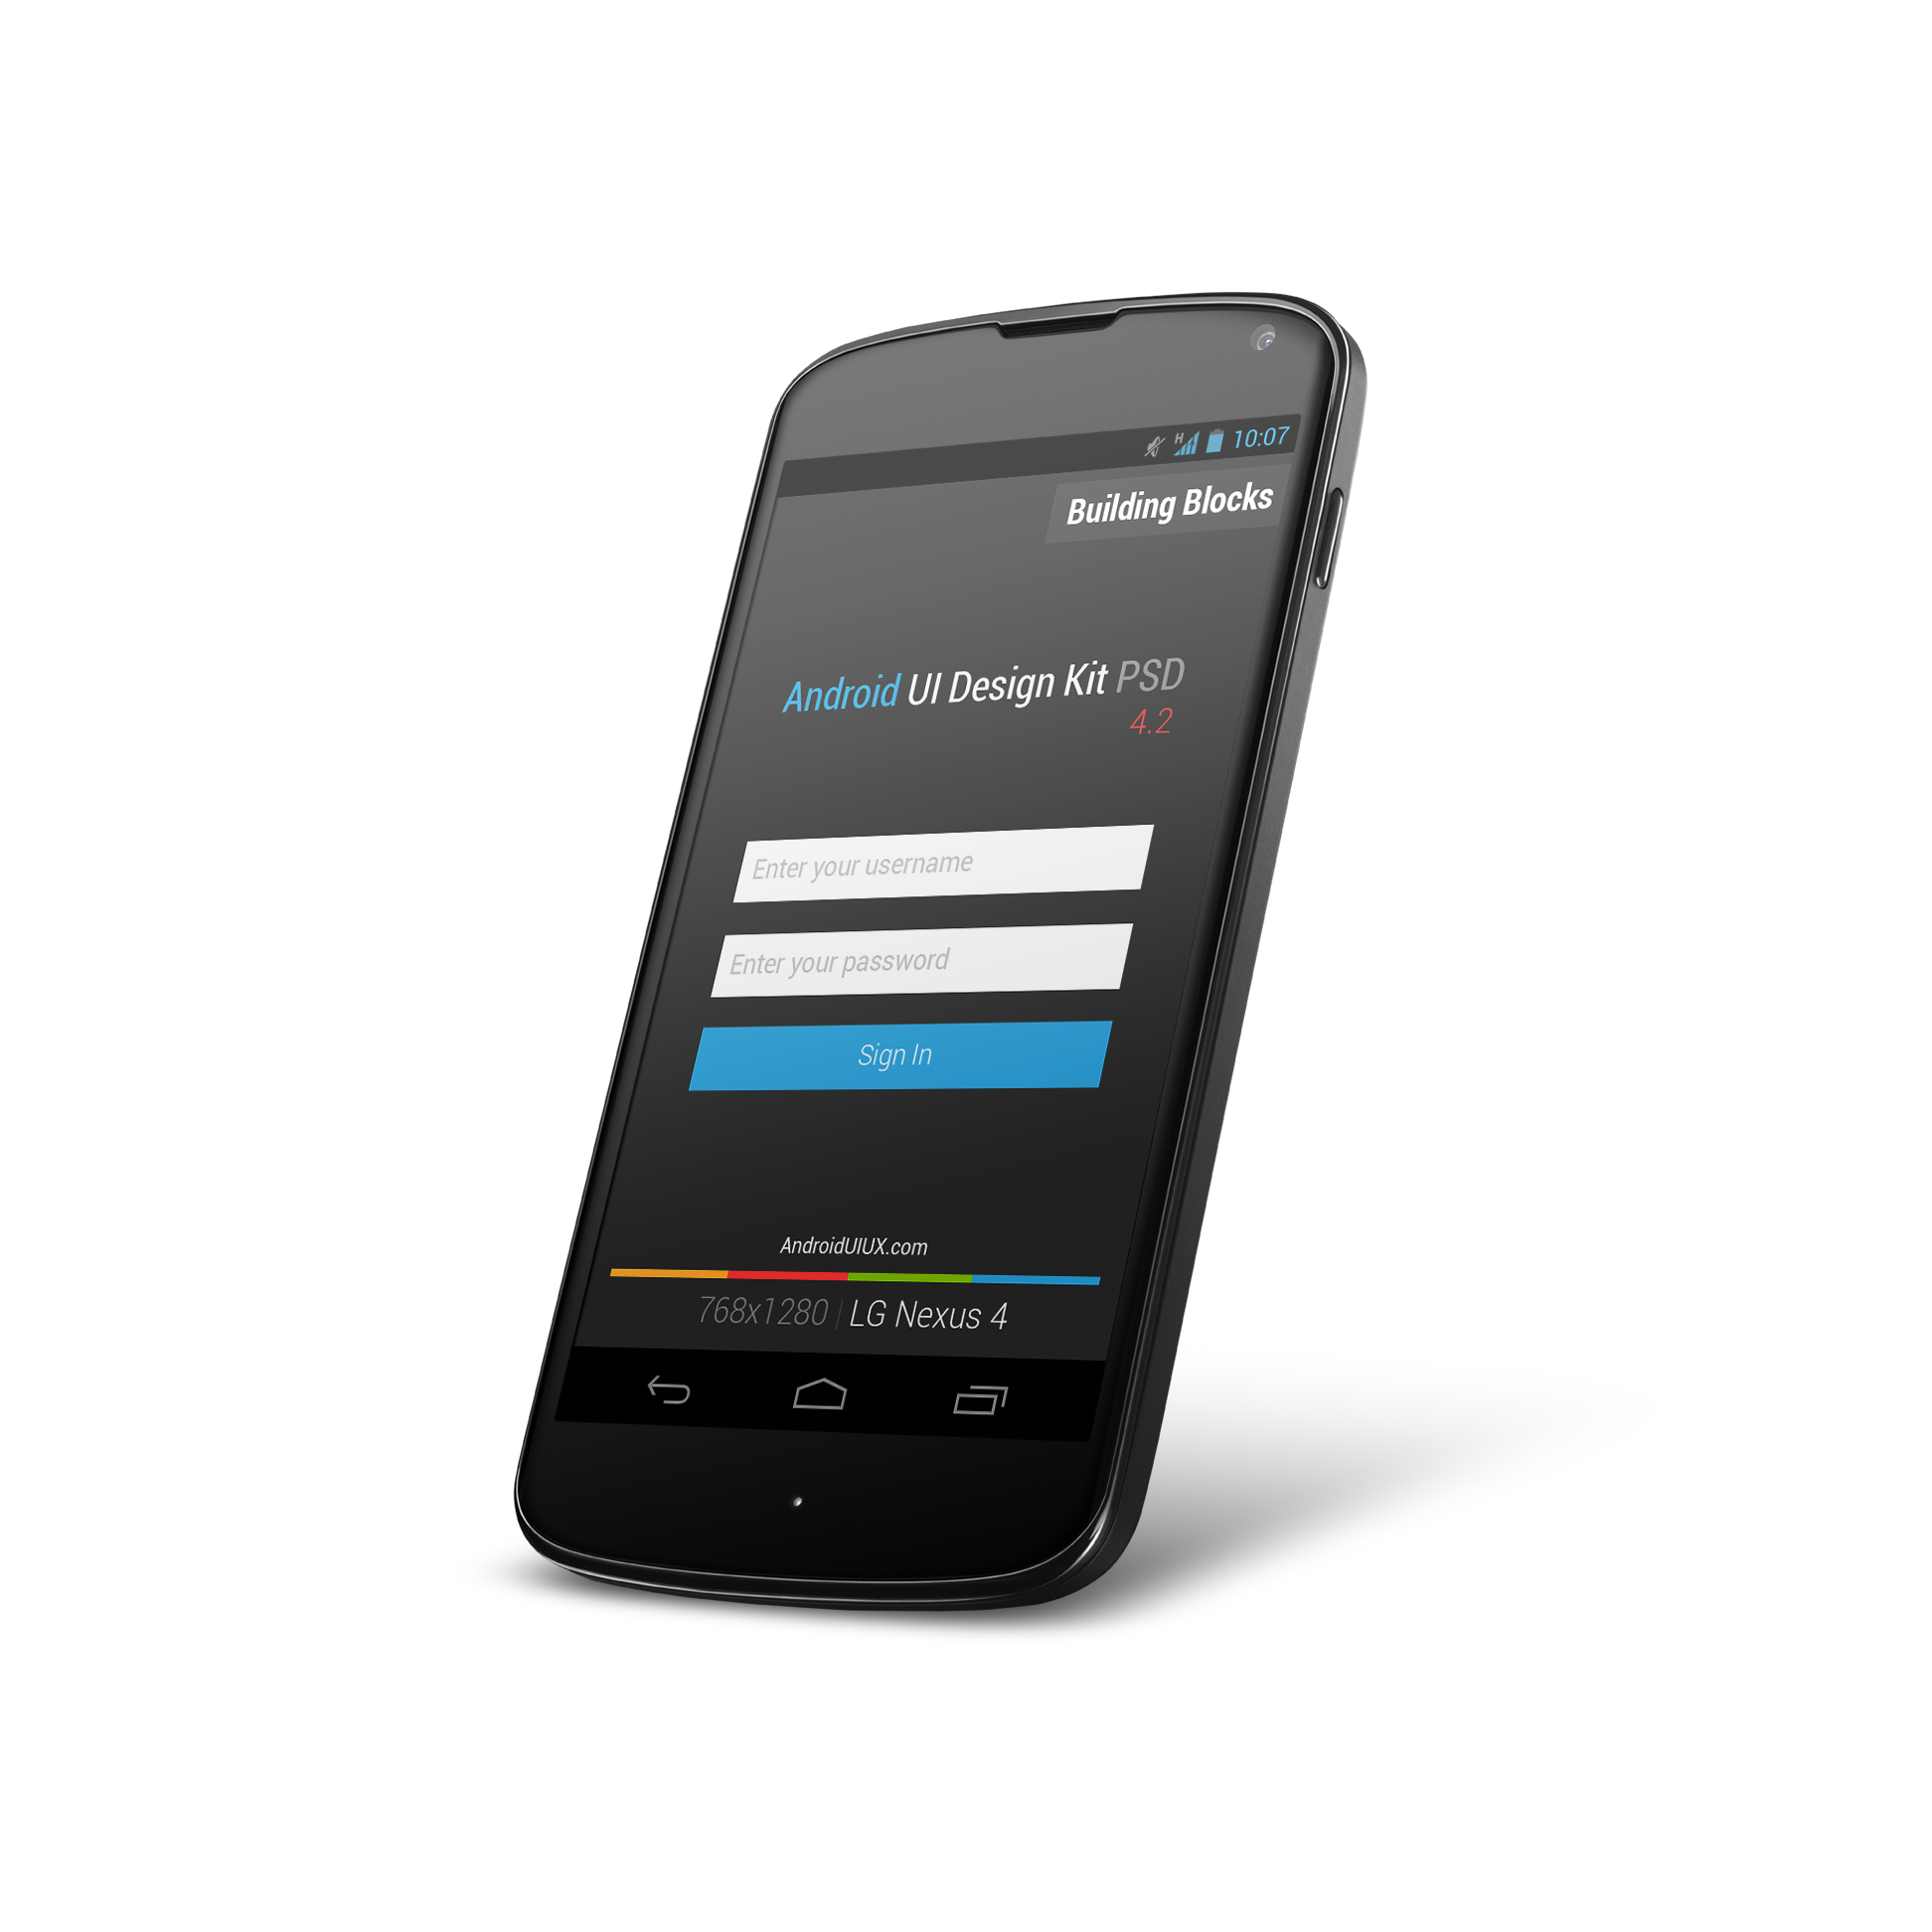 H 10:07
Building Blocks
Android UI Design Kit PSD
4.2
Enter your username
Enter your password
Sign In
AndroidUIUX.com
768x1280 | LG Nexus 4